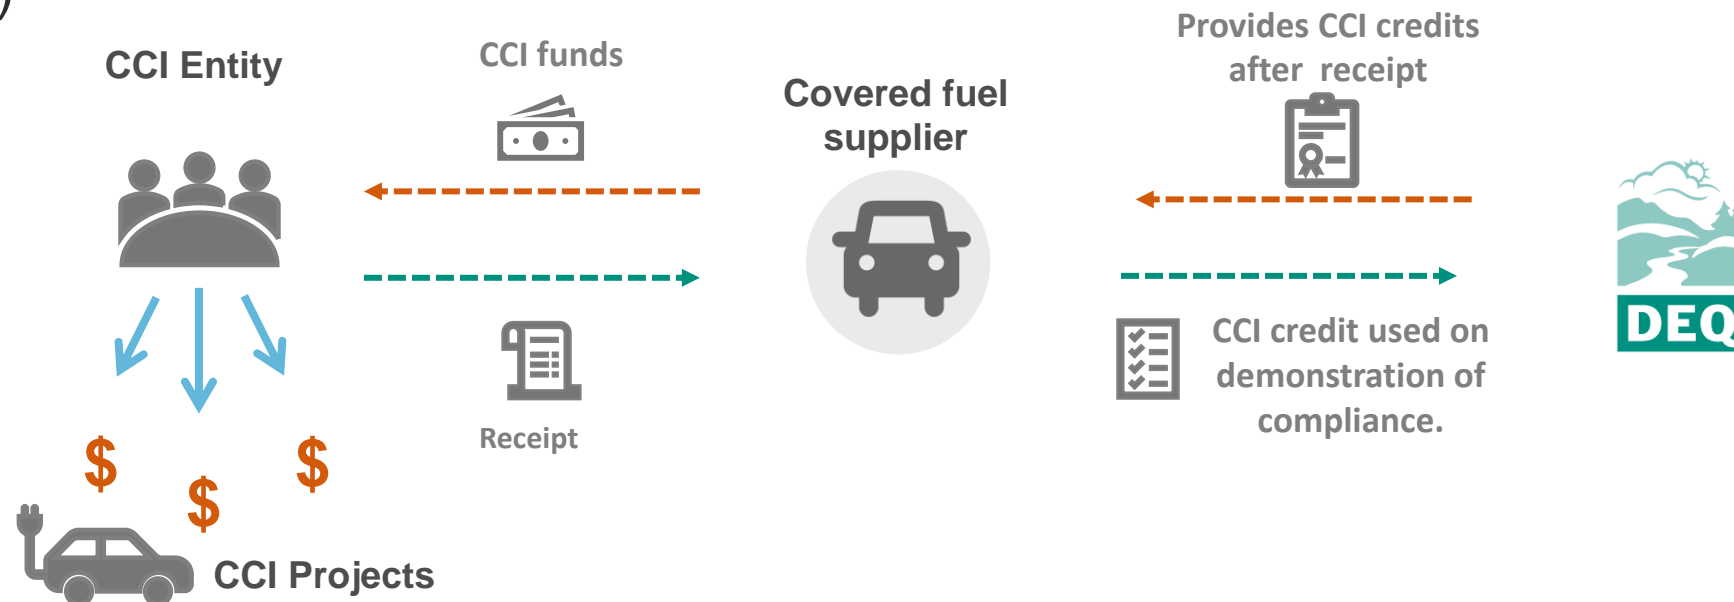 )
CCI Entity
CCI funds
Receipt
$
$
$
CCI Projects
Covered fuel
supplier
Provides CCI credits
after receipt
CCI credit used on
demonstration of
compliance.
DEQ